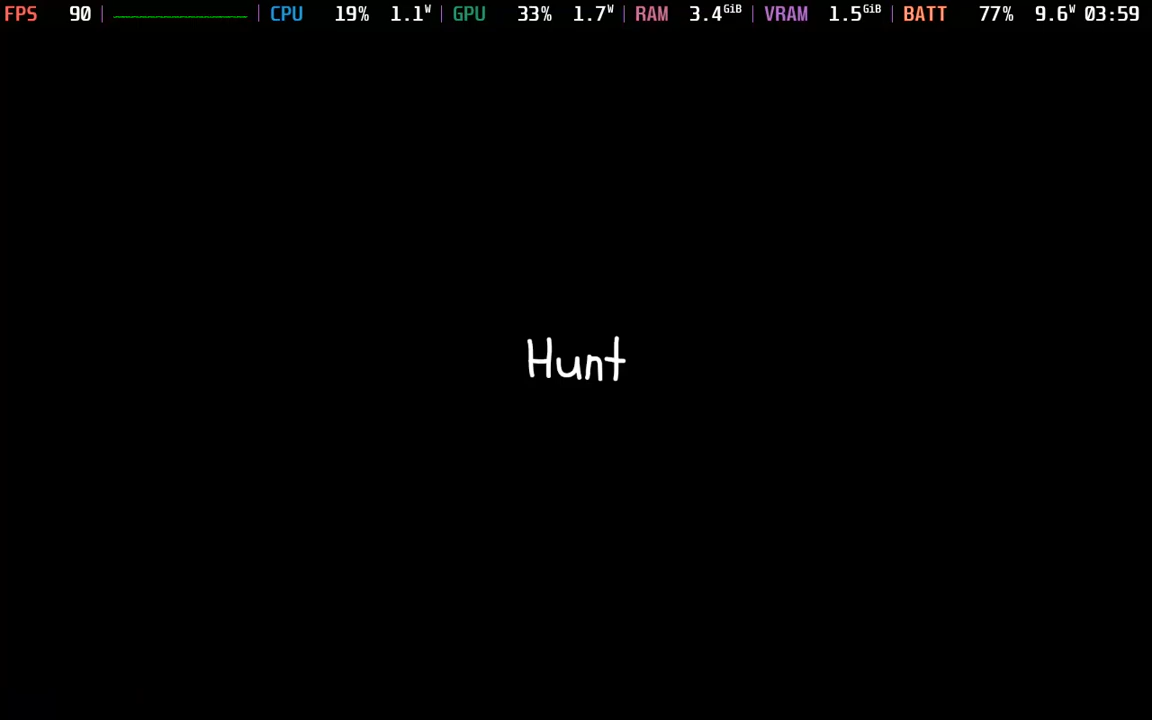 FPS 90 | | CPU 19% 1.1W | GPU 33% 1.7W | RAM 3.4GiB | VRAM 1.5GiB | BATT 77% 9.6W 03:59
Hunt